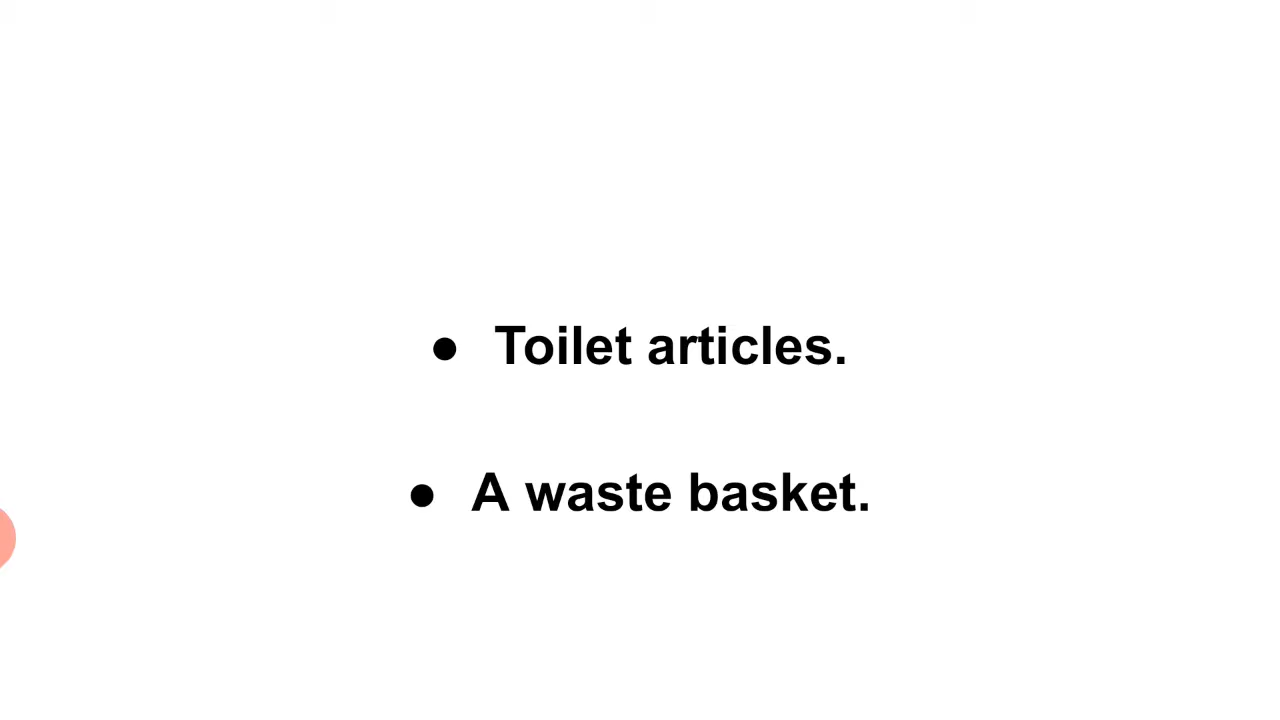 ● Toilet articles.
● A waste basket.